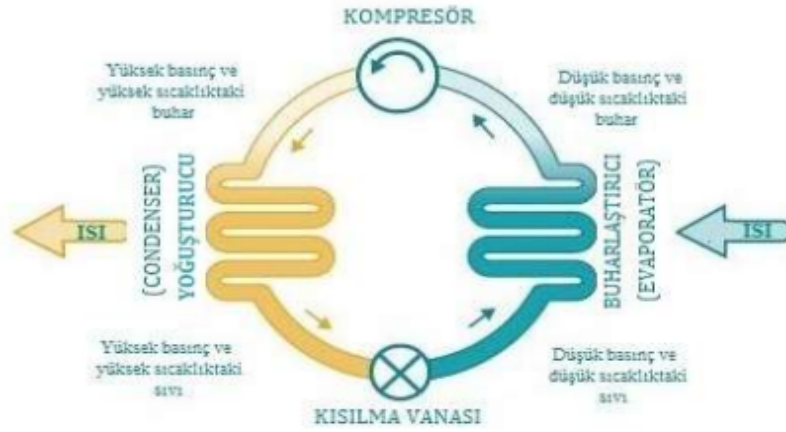 KOMPRESÖR
Yüksek basınç ve
yüksek sıcaklıktaki
buhar
Düşük basınç ve
düşük sıcaklıktaki
buhar
ISI
(CONDENSER)
YOĞUŞTURUCU
BUHARLAŞTIRICI
(EVAPORATÖR)
ISI
Yüksek basınç ve
yüksek sıcaklıktaki
sıvı
Düşük basınç ve
düşük sıcaklıktaki
sıvı
KISILMA VANASI